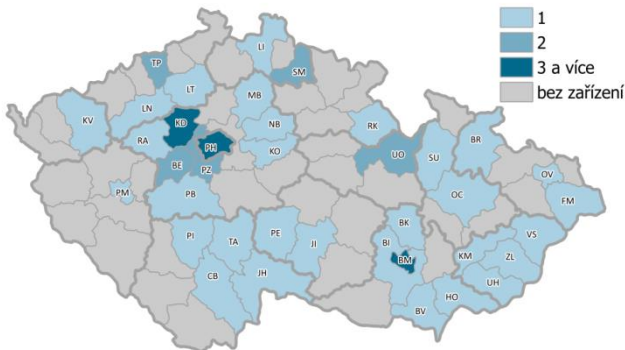 1
2
3 a více
bez zařízení
LI
TP
SM
LT
MB
KV
LN
KD
NB
RK
RA
PH
KO
UO
SU
BR
BE
PZ
PM
PB
OC
OV
FM
PI
TA
PE
JI
BK
BI
BM
KM
VS
ZL
CB
JH
UH
HO
BV